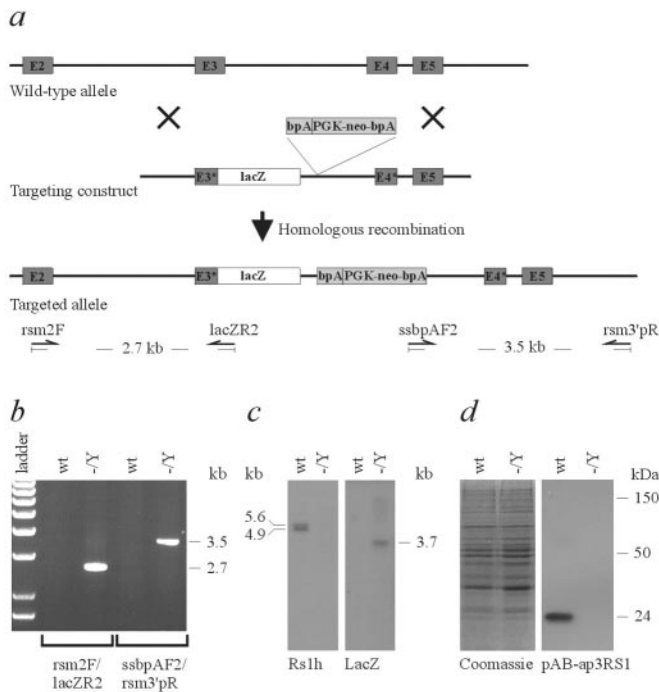 a
E2 E3 E4 E5
Wild-type allele
bpA PGK-neo-bpA
E3* lacZ E4* E5
Targeting construct
Homologous recombination
E2 E3* lacZ bpA PGK-neo-bpA E4* E5
Targeted allele
rsm2F lacZR2 ssbpAF2 rsm3'pR
2.7 kb 3.5 kb
b
ladder wt -/Y wt -/Y kb
3.5
2.7
rsm2F/ ssbpAF2/
lacZR2 rsm3'pR
c
kb wt -/Y wt -/Y kb
5.6
4.9
3.7
Rs1h LacZ
d
wt -/Y wt -/Y kDa
150
50
24
Coomassie pAB-ap3RS1